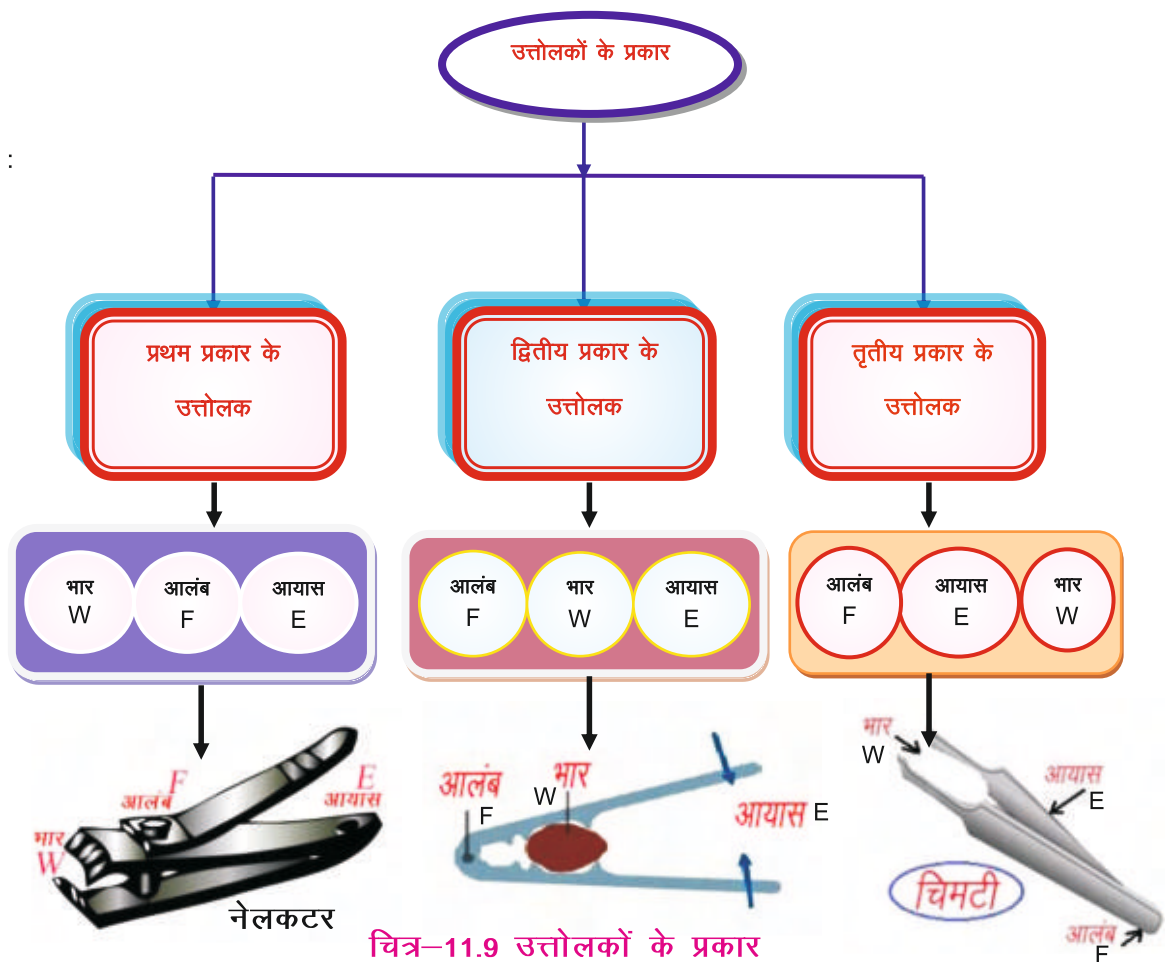 उत्तोलकों के प्रकार
:
प्रथम प्रकार के
उत्तोलक
द्वितीय प्रकार के
उत्तोलक
तृतीय प्रकार के
उत्तोलक
भार
W
आलंब
F
आयास
E
आलंब
F
भार
W
आयास
E
आलंब
F
आयास
E
भार
W
F
आलंब
E
आयास
भार
W
नेलकटर
आलंब
F
भार
W
आयास E
भार
W
आयास
E
चिमटी
आलंब
F
चित्र–11.9 उत्तोलकों के प्रकार